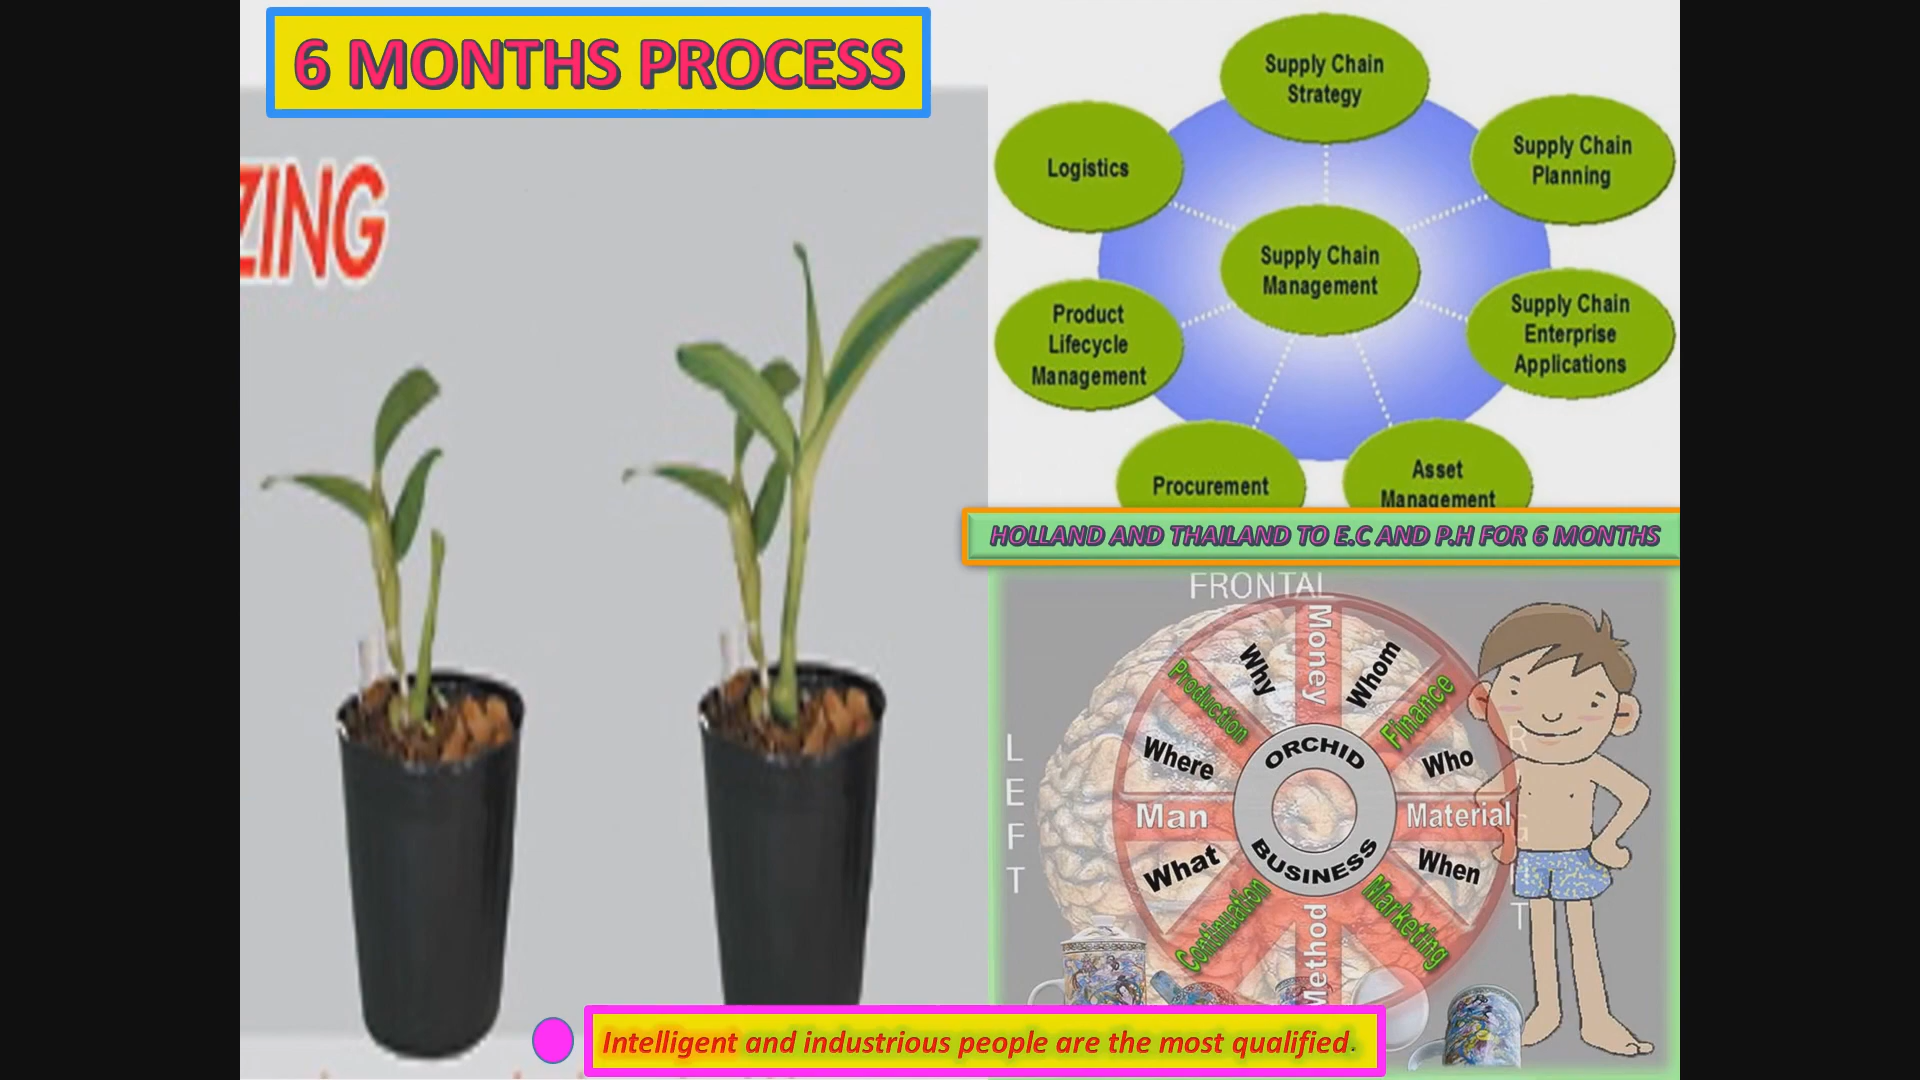 6 MONTHS PROCESS
ZING
Supply Chain
Strategy
Logistics
Supply Chain
Planning
Supply Chain
Management
Product
Lifecycle
Management
Supply Chain
Enterprise
Applications
Procurement
Asset
Management
HOLLAND AND THAILAND TO E.C AND P.H FOR 6 MONTHS
FRONTAL
LEFT
RIGHT
Money
Why
Whom
Production
Finance
Where
Who
ORCHID
Man
Material
BUSINESS
What
When
Continuation
Marketing
Method
Intelligent and industrious people are the most qualified.